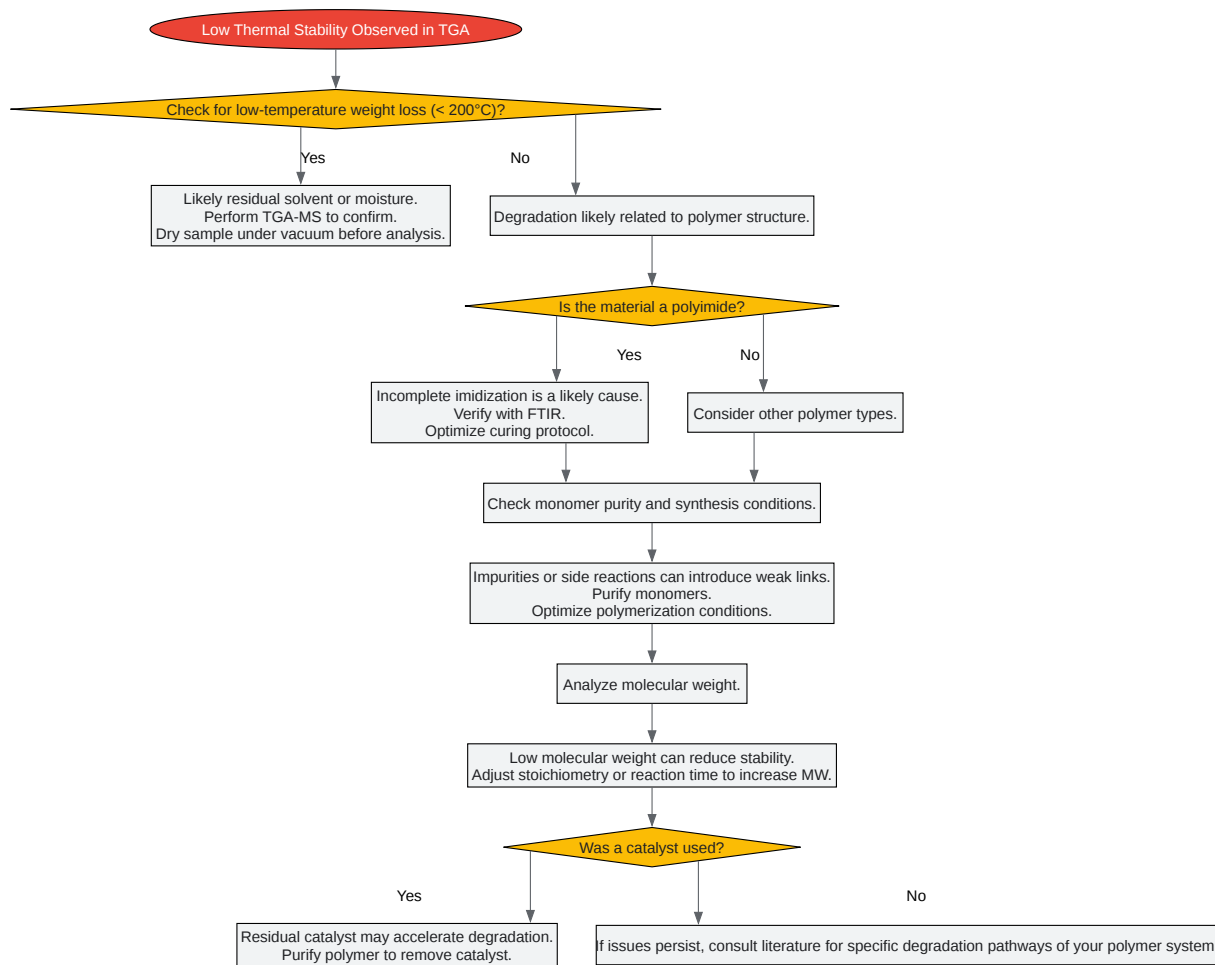 Low Thermal Stability Observed in TGA
Check for low-temperature weight loss (< 200°C)?
Yes
No
Likely residual solvent or moisture.
Perform TGA-MS to confirm.
Dry sample under vacuum before analysis.
Degradation likely related to polymer structure.
Is the material a polyimide?
Yes
No
Incomplete imidization is a likely cause.
Verify with FTIR.
Optimize curing protocol.
Consider other polymer types.
Check monomer purity and synthesis conditions.
Impurities or side reactions can introduce weak links.
Purify monomers.
Optimize polymerization conditions.
Analyze molecular weight.
Low molecular weight can reduce stability.
Adjust stoichiometry or reaction time to increase MW.
Was a catalyst used?
Yes
No
Residual catalyst may accelerate degradation.
Purify polymer to remove catalyst.
If issues persist, consult literature for specific degradation pathways of your polymer system